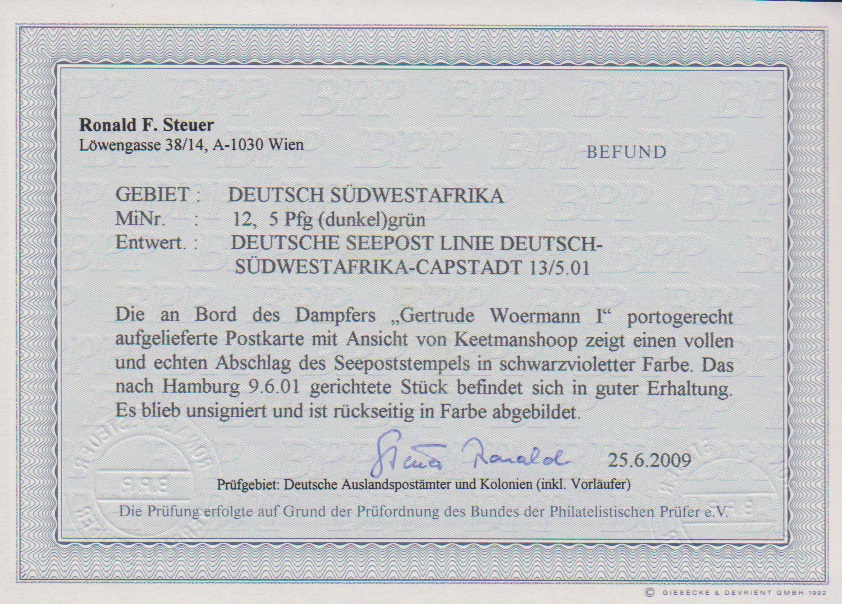 Ronald F. Steuer
Löwengasse 38/14, A-1030 Wien
BEFUND
GEBIET : DEUTSCH SÜDWESTAFRIKA
MiNr. : 12, 5 Pfg (dunkel)grün
Entwert. : DEUTSCHE SEEPOST LINIE DEUTSCH-
SÜDWESTAFRIKA-CAPSTADT 13/5.01
Die an Bord des Dampfers „Gertrude Woermann I“ portogerecht
aufgelieferte Postkarte mit Ansicht von Keetmanshoop zeigt einen vollen
und echten Abschlag des Seepoststempels in schwarzvioletter Farbe. Das
nach Hamburg 9.6.01 gerichtete Stück befindet sich in guter Erhaltung.
Es blieb unsigniert und ist rückseitig in Farbe abgebildet.
Steuer Ronald 25.6.2009
Prüfgebiet: Deutsche Auslandspostämter und Kolonien (inkl. Vorläufer)
Die Prüfung erfolgte auf Grund der Prüfordnung des Bundes der Philatelistischen Prüfer e.V.
© GIESECKE & DEVRIENT GMBH 1992